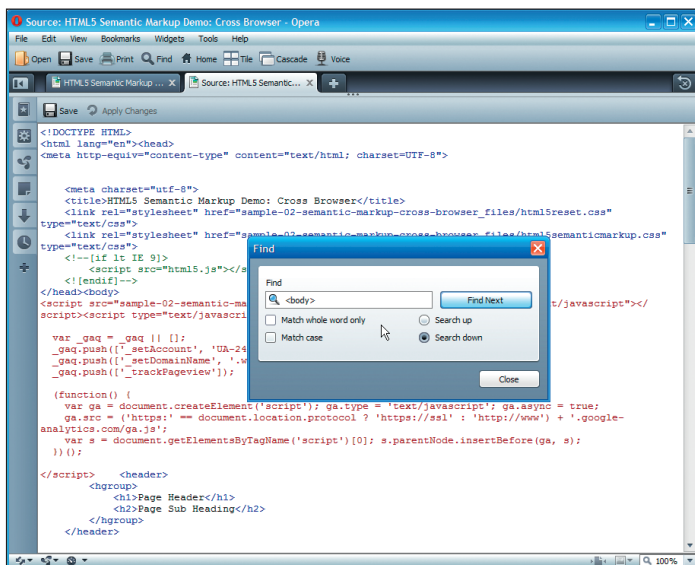 Source: HTML5 Semantic Markup Demo: Cross Browser - Opera
File Edit View Bookmarks Widgets Tools Help
Open Save Print Find Home Tile Cascade Voice
HTML5 Semantic Markup ... X Source: HTML5 Semantic... X
Save Apply Changes
<!DOCTYPE HTML>
<html lang="en"><head>
<meta http-equiv="content-type" content="text/html; charset=UTF-8">
<meta charset="utf-8">
<title>HTML5 Semantic Markup Demo: Cross Browser</title>
<link rel="stylesheet" href="sample-02-semantic-markup-cross-browser_files/html5reset.css"
type="text/css">
<link rel="stylesheet" href="sample-02-semantic-markup-cross-browser_files/html5semanticmarkup.css"
type="text/css">
<!--[if lt IE 9]>
<script src="html5.js"></s
<![endif]-->
</head><body>
<script src="sample-02-semantic-ma t/javascript"></
script><script type="text/javascri
var _gaq = _gaq || [];
_gaq.push(['_setAccount', 'UA-24
_gaq.push(['_setDomainName', '.w
_gaq.push(['_trackPageview']);
(function() {
var ga = document.createElement('script'); ga.type = 'text/javascript'; ga.async = true;
ga.src = ('https:' == document.location.protocol ? 'https://ssl' : 'http://www') + '.google-
analytics.com/ga.js';
var s = document.getElementsByTagName('script')[0]; s.parentNode.insertBefore(ga, s);
})();
</script> <header>
<hgroup>
<h1>Page Header</h1>
<h2>Page Sub Heading</h2>
</hgroup>
</header>
Find
Find
<body>
Find Next
Match whole word only
Search up
Match case
Search down
Close
100%